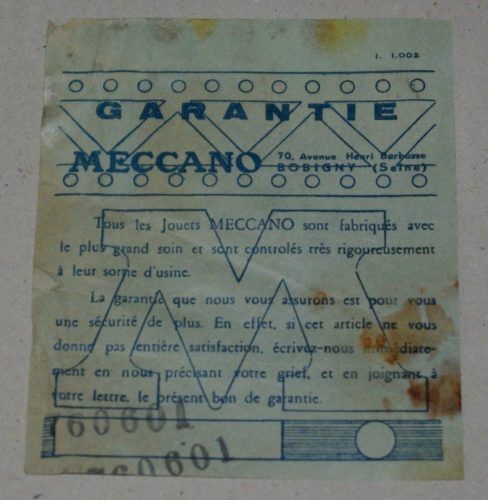 1. 1.002
GARANTIE
MECCANO 70, Avenue Henri Barbusse
BOBIGNY (Seine)
Tous les Jouets MECCANO sont fabriqués avec
le plus grand soin et sont contrôlés très rigoureusement
à leur sortie d'usine.
La garantie que nous vous assurons est pour vous
une sécurité de plus. En effet, si cet article ne vous
donne pas entière satisfaction, écrivez-nous immédiate-
ment en nous précisant votre grief, et en joignant à
votre lettre, le présent bon de garantie.
760601
760601